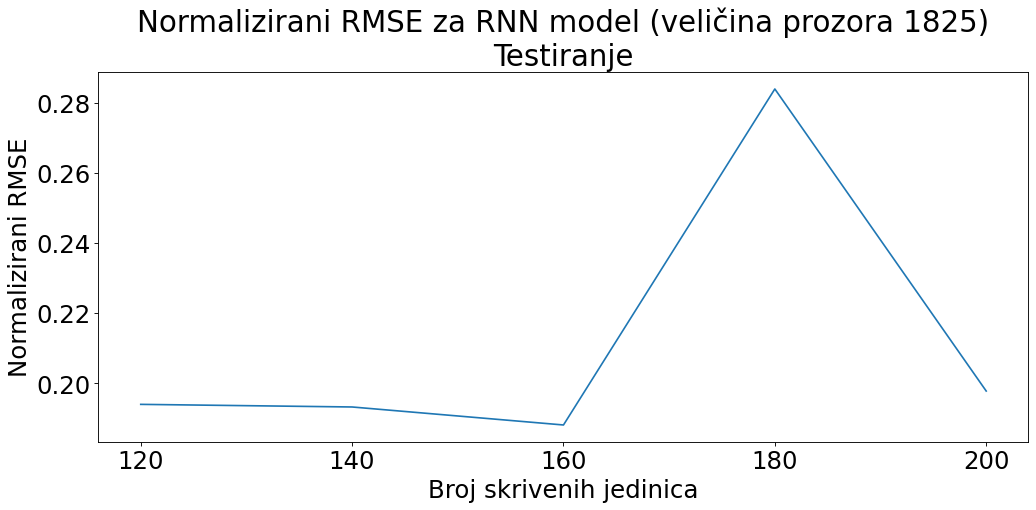 Normalizirani RMSE za RNN model (veličina prozora 1825)
Testiranje
Normalizirani RMSE
0.28
0.26
0.24
0.22
0.20
120 140 160 180 200
Broj skrivenih jedinica